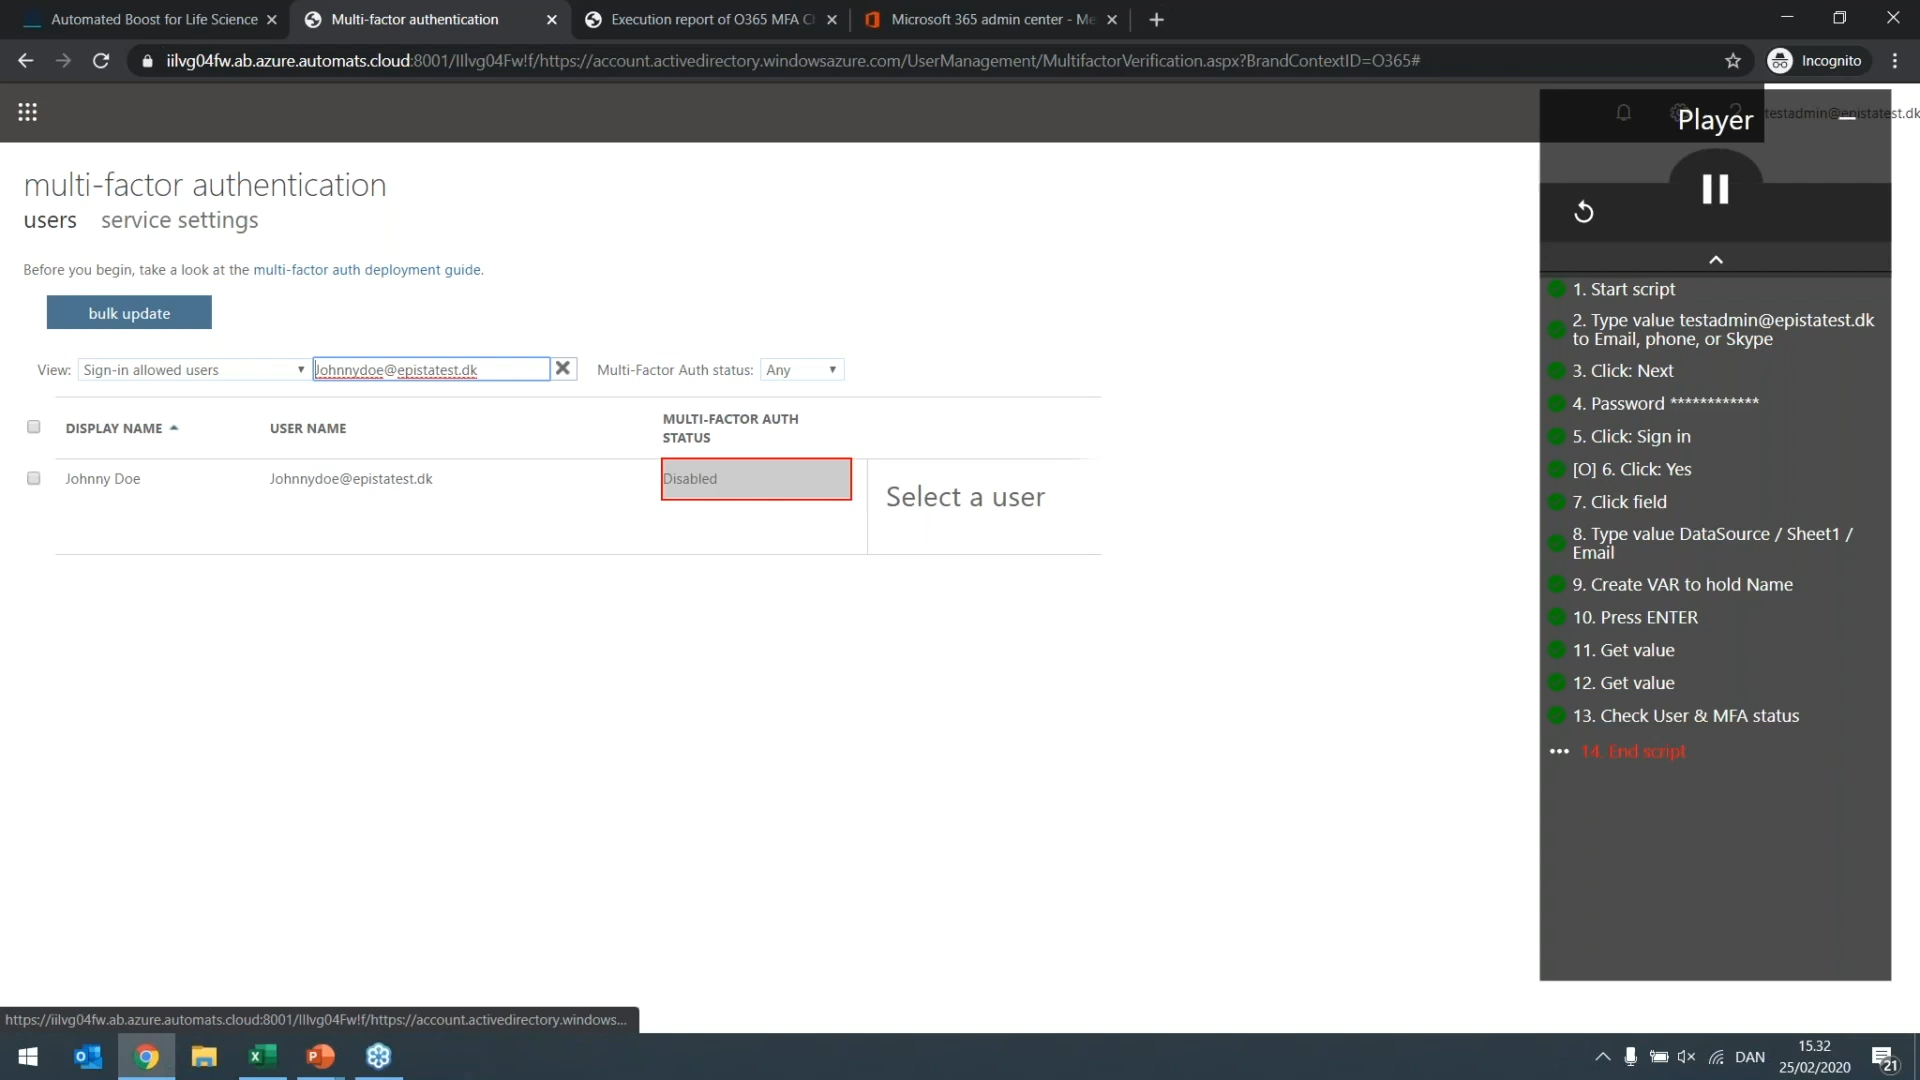 Automated Boost for Life Science
Multi-factor authentication
Execution report of O365 MFA C
Microsoft 365 admin center - Me
iilvg04fw.ab.azure.automats.cloud:8001/IIlvg04Fw!f/https://account.activedirectory.windowsazure.com/UserManagement/MultifactorVerification.aspx?BrandContextID=O365#
Incognito
Player
testadmin@epistatest.dk
multi-factor authentication
users service settings
Before you begin, take a look at the multi-factor auth deployment guide.
bulk update
View: Sign-in allowed users Johnnydoe@epistatest.dk Multi-Factor Auth status: Any
DISPLAY NAME USER NAME MULTI-FACTOR AUTH
STATUS
Johnny Doe Johnnydoe@epistatest.dk Disabled
Select a user
1. Start script
2. Type value testadmin@epistatest.dk
to Email, phone, or Skype
3. Click: Next
4. Password ************
5. Click: Sign in
[O] 6. Click: Yes
7. Click field
8. Type value DataSource / Sheet1 /
Email
9. Create VAR to hold Name
10. Press ENTER
11. Get value
12. Get value
13. Check User & MFA status
14. End script
https://iilvg04fw.ab.azure.automats.cloud:8001/IIlvg04Fw!f/https://account.activedirectory.windows...
DAN
15.32
25/02/2020
21